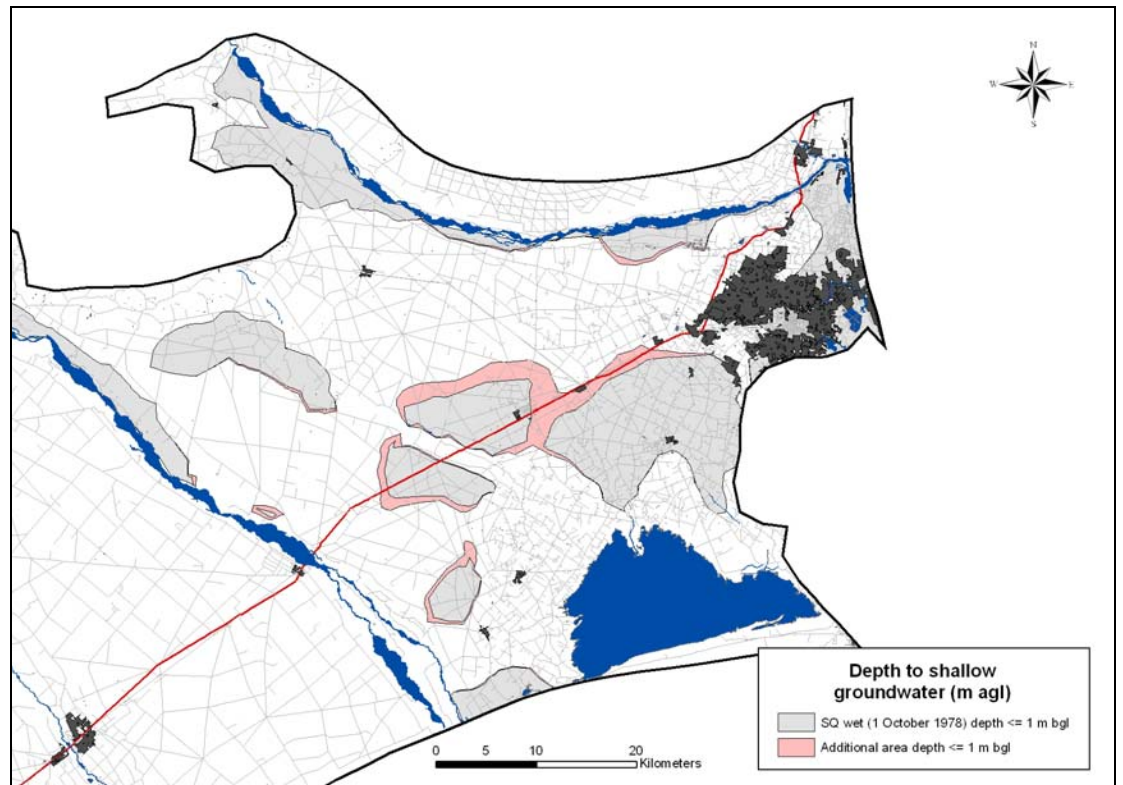 N
W E
S
Depth to shallow
groundwater (m agl)
SQ wet (1 October 1978) depth <= 1 m bgl
Additional area depth <= 1 m bgl
0 5 10 20
Kilometers